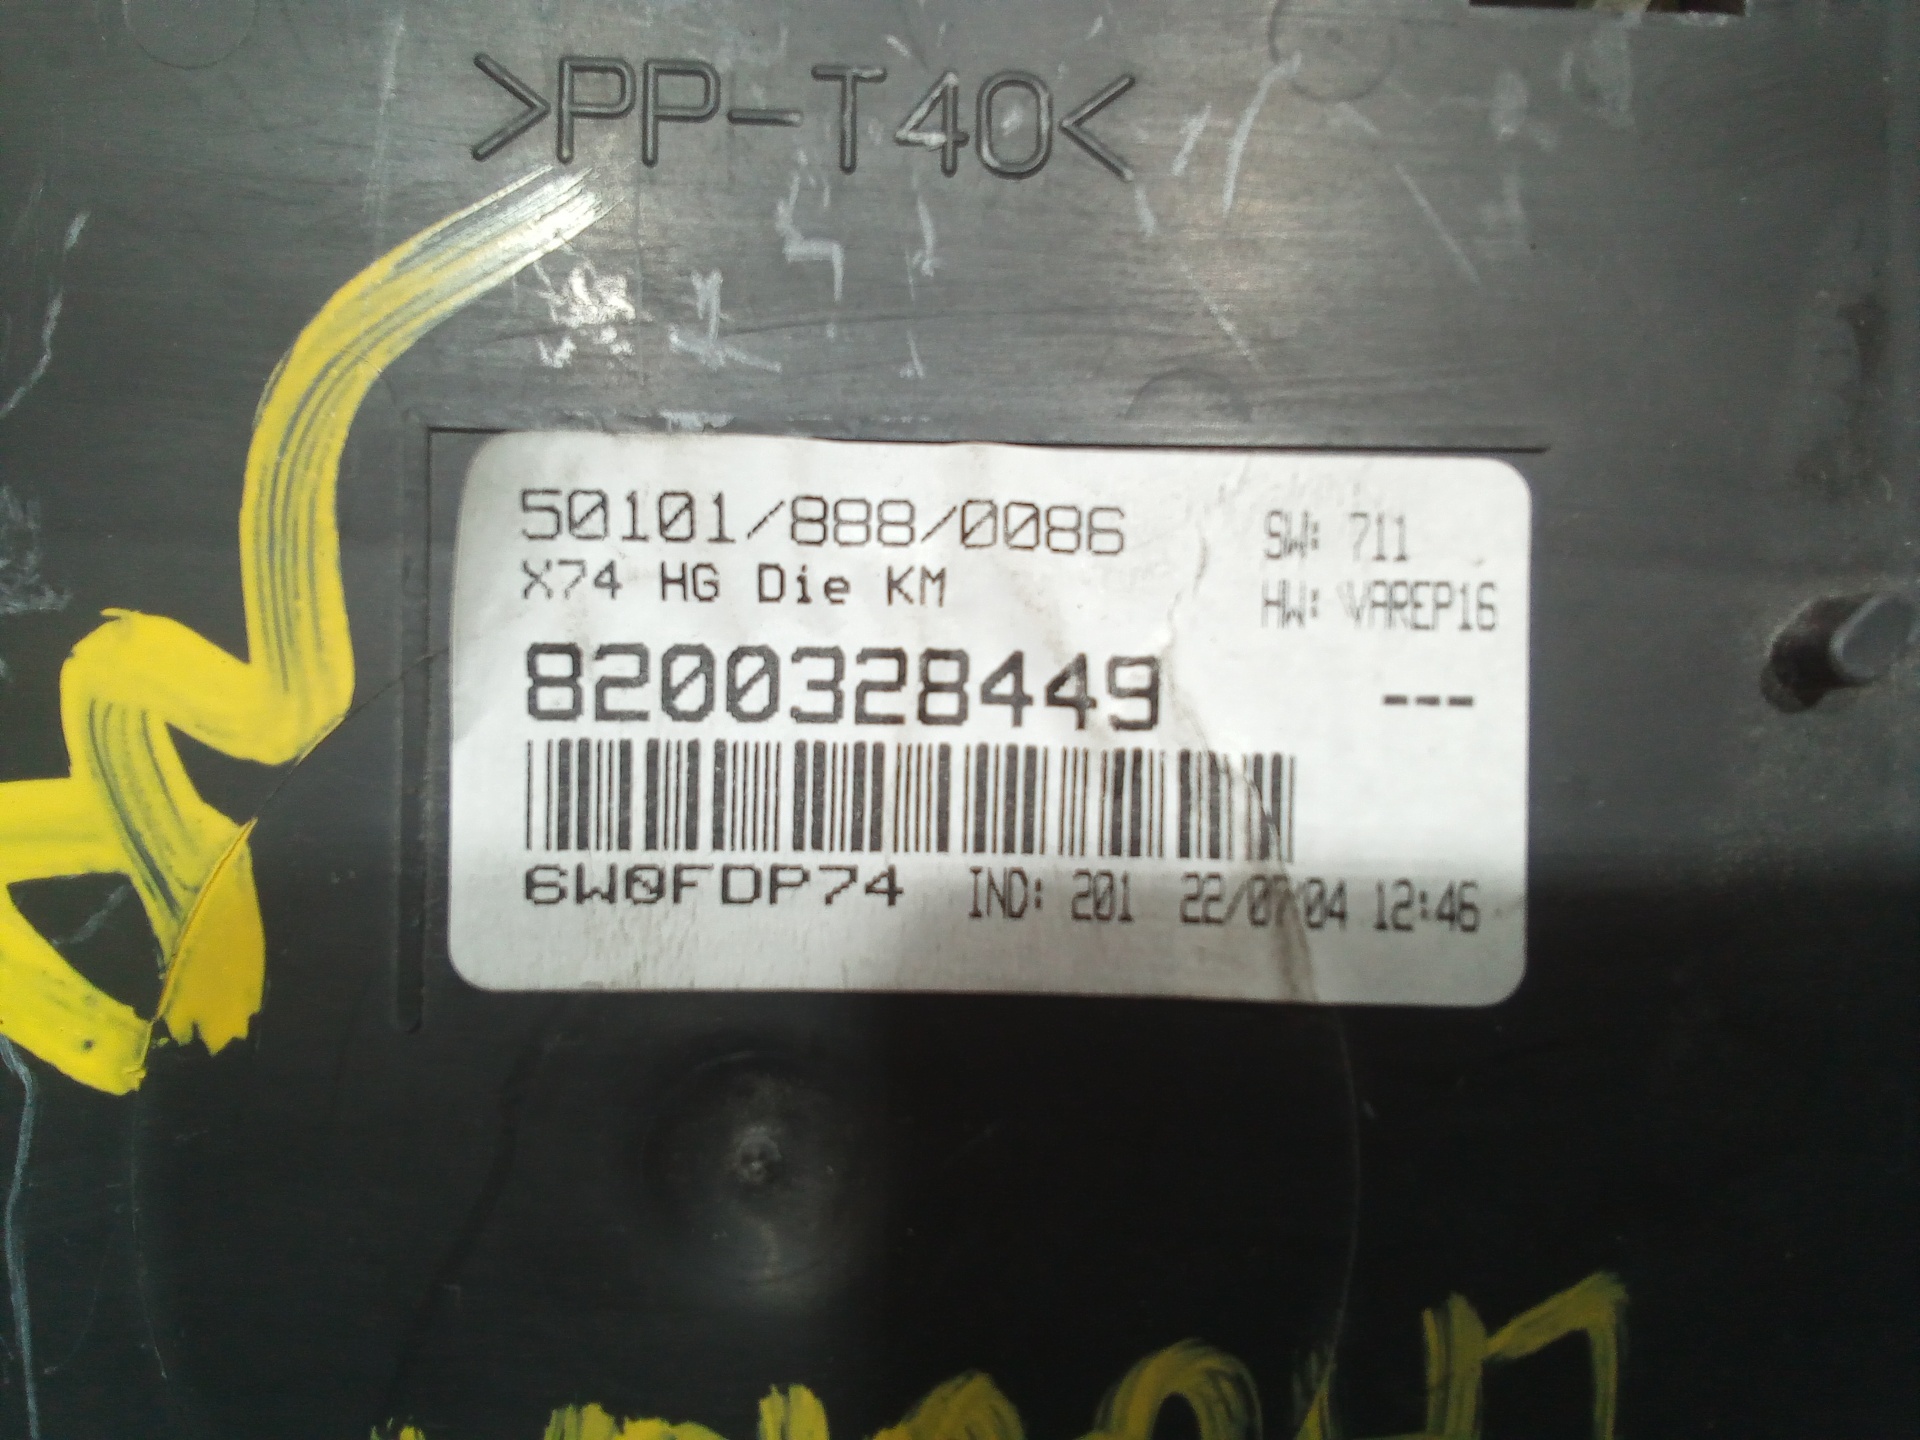 >PP-T40<
50101/888/0086
SW: 711
X74 HG Die KM
HW: VAREP16
8200328449
---
6W0FDP74 IND: 201 22/07/04 12:46